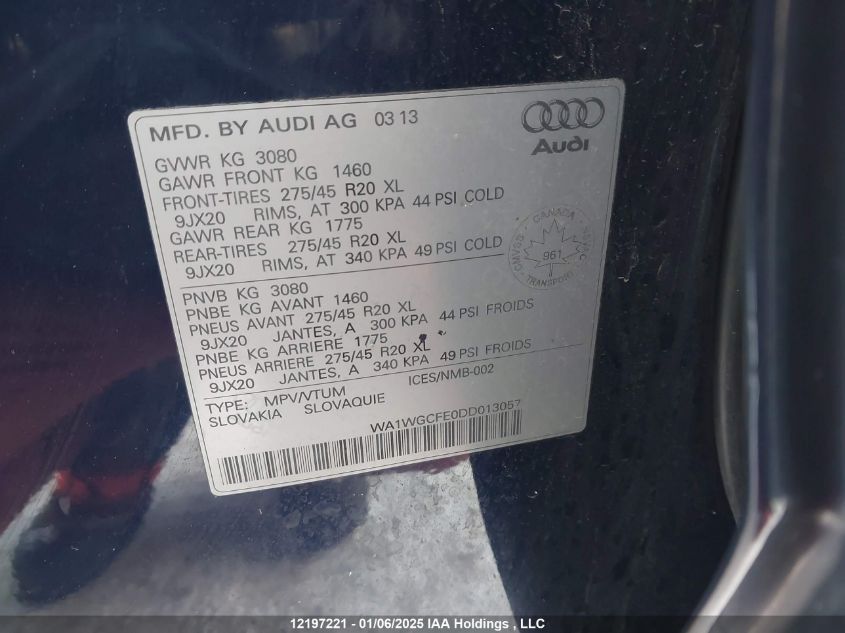 MFD. BY AUDI AG 03 13
Audi
GVWR KG 3080
GAWR FRONT KG 1460
FRONT-TIRES 275/45 R20 XL
9JX20 RIMS, AT 300 KPA 44 PSI COLD
GAWR REAR KG 1775
REAR-TIRES 275/45 R20 XL
9JX20 RIMS, AT 340 KPA 49 PSI COLD
CANADA
CMVSS NSVAC
961
TRANSPORT
PNVB KG 3080
PNBE KG AVANT 1460
PNEUS AVANT 275/45 R20 XL
9JX20 JANTES, A 300 KPA 44 PSI FROIDS
PNBE KG ARRIERE 1775
PNEUS ARRIERE 275/45 R20 XL
9JX20 JANTES, A 340 KPA 49 PSI FROIDS
TYPE: MPV/VTUM ICES/NMB-002
SLOVAKIA SLOVAQUIE
WA1WGCFE0DD013057
12197221 - 01/06/2025 IAA Holdings , LLC